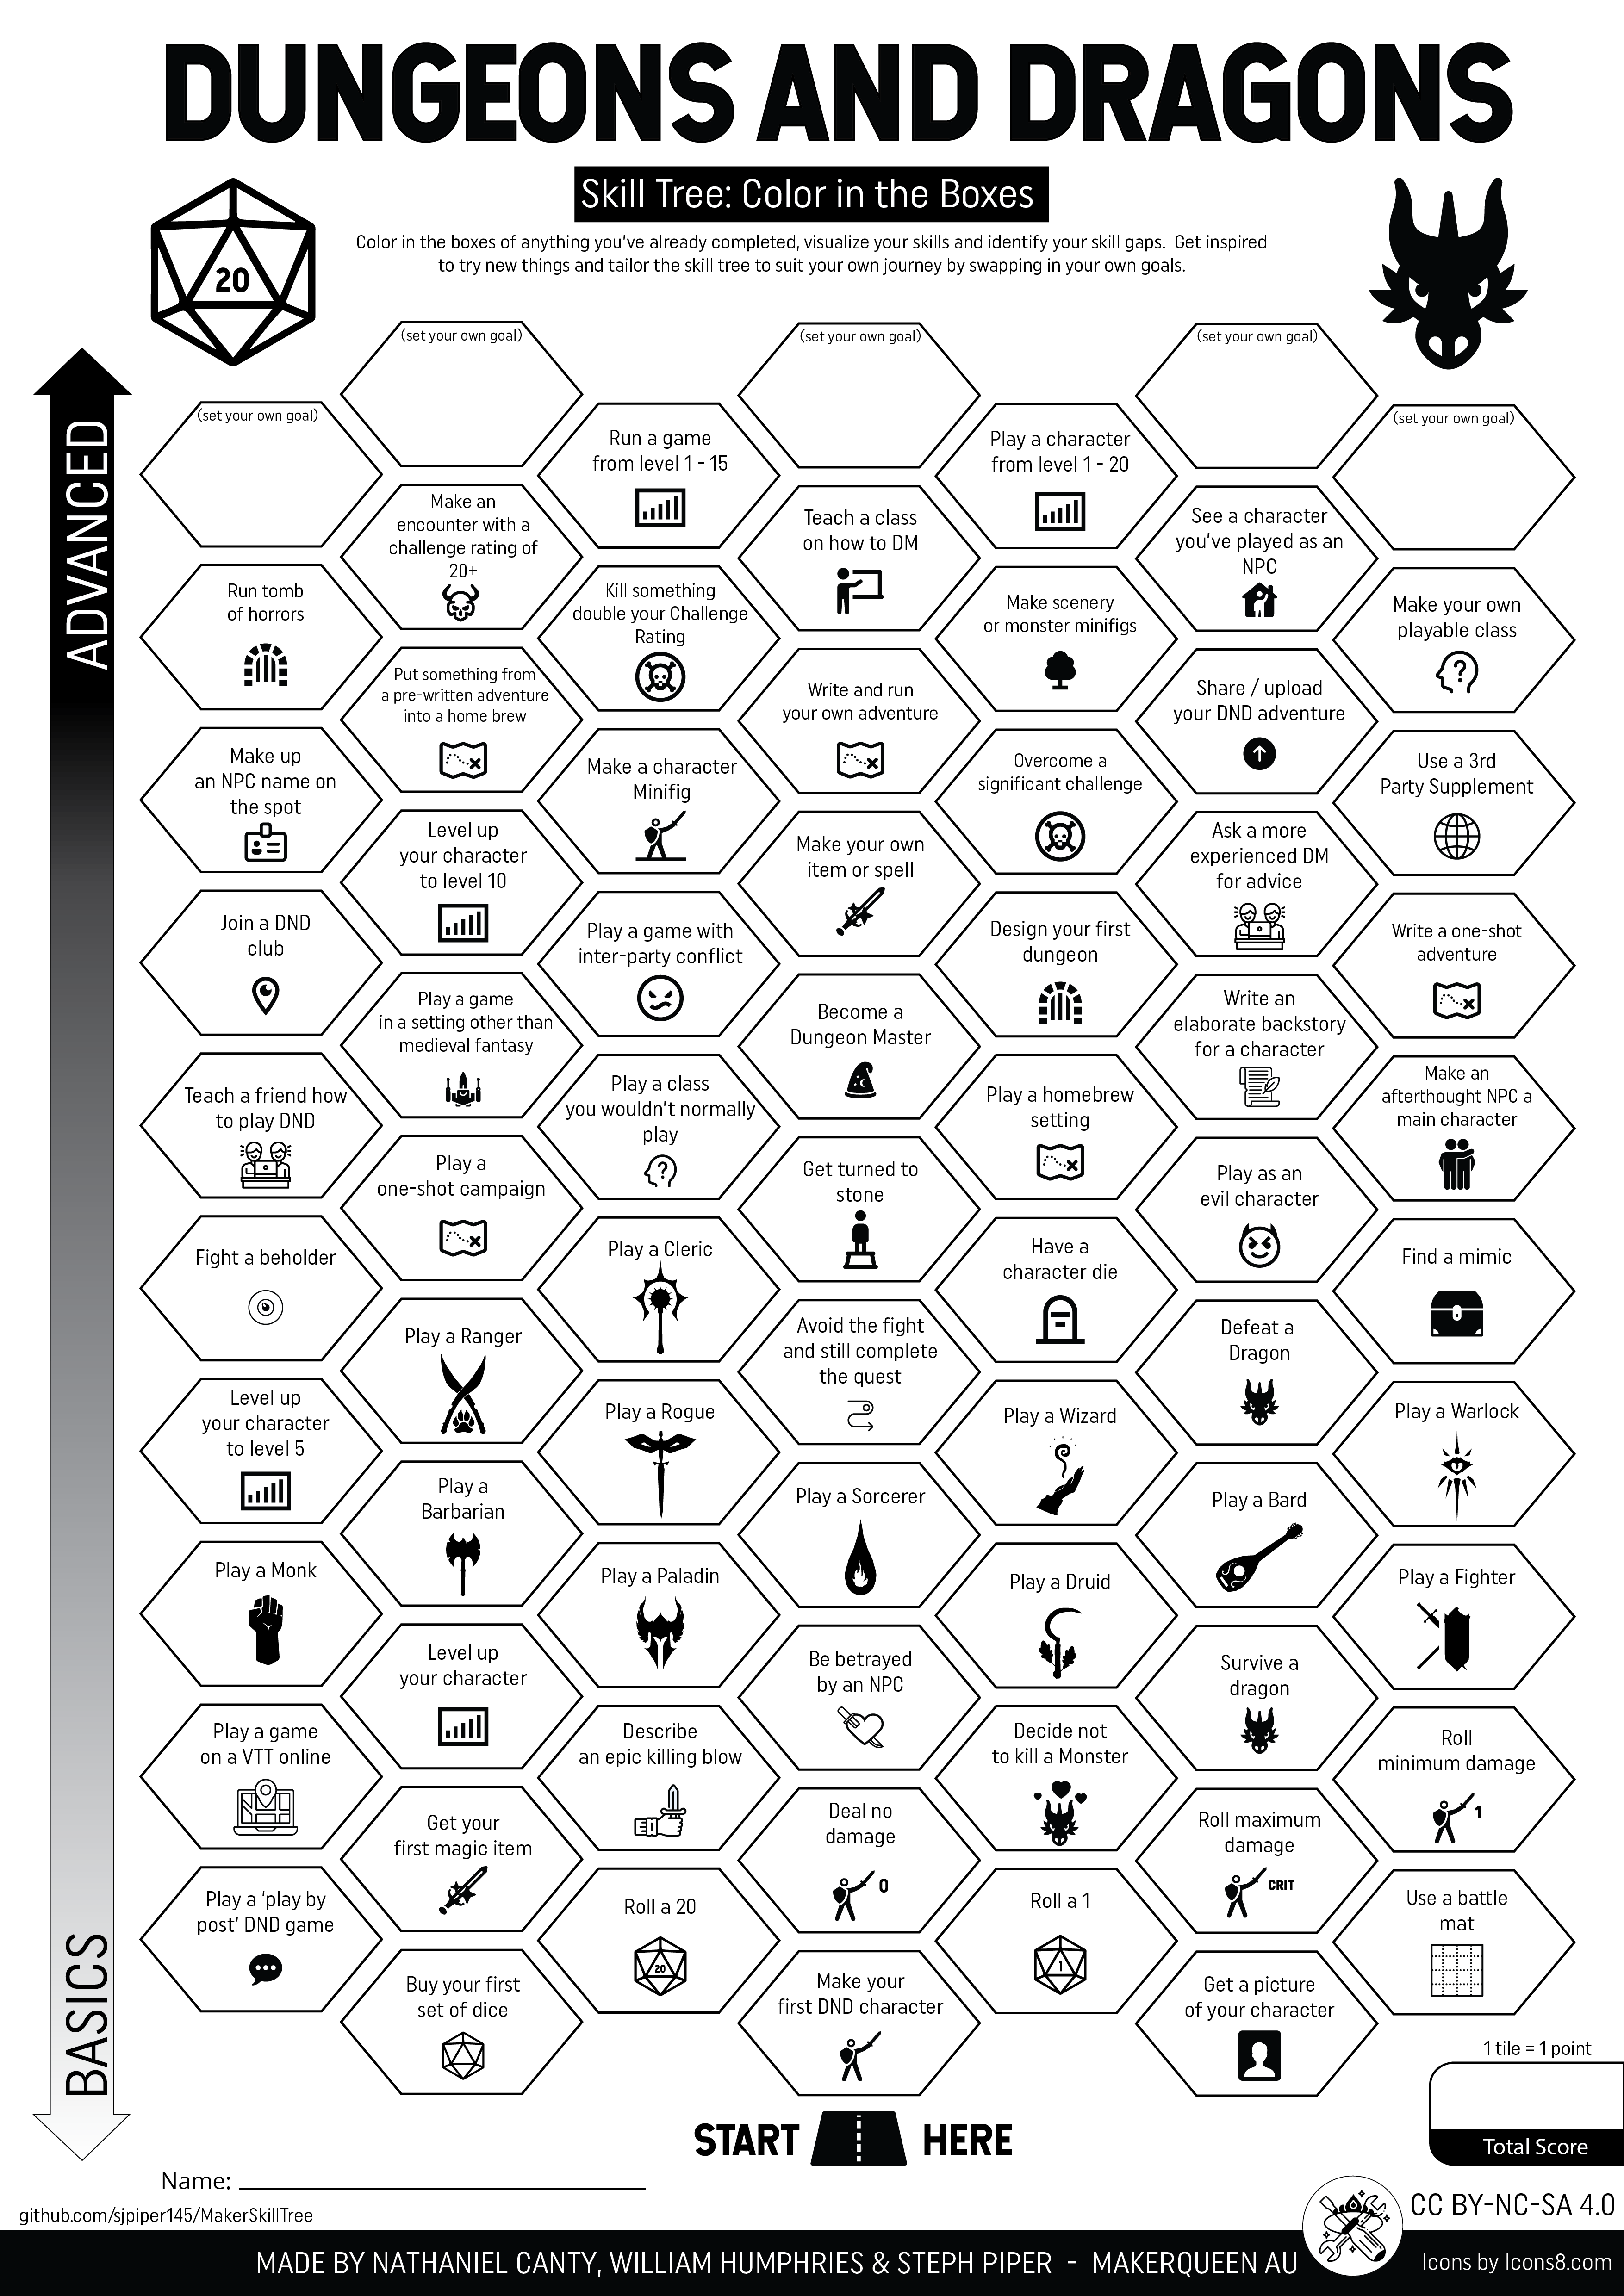 DUNGEONS AND DRAGONS
Skill Tree: Color in the Boxes
Color in the boxes of anything you've already completed, visualize your skills and identify your skill gaps.  Get inspired
to try new things and tailor the skill tree to suit your own journey by swapping in your own goals.
20
ADVANCED
BASICS
(set your own goal)
(set your own goal)
(set your own goal)
(set your own goal)
(set your own goal)
Run a game
from level 1 - 15
Play a character
from level 1 - 20
Make an
encounter with a
challenge rating of
20+
Teach a class
on how to DM
See a character
you've played as an
NPC
Run tomb
of horrors
Kill something
double your Challenge
Rating
Make scenery
or monster minifigs
Make your own
playable class
Put something from
a pre-written adventure
into a home brew
Write and run
your own adventure
Share / upload
your DND adventure
Make up
an NPC name on
the spot
Make a character
Minifig
Overcome a
significant challenge
Use a 3rd
Party Supplement
Level up
your character
to level 10
Make your own
item or spell
Ask a more
experienced DM
for advice
Join a DND
club
Play a game with
inter-party conflict
Design your first
dungeon
Write a one-shot
adventure
Play a game
in a setting other than
medieval fantasy
Become a
Dungeon Master
Write an
elaborate backstory
for a character
Teach a friend how
to play DND
Play a class
you wouldn't normally
play
Play a homebrew
setting
Make an
afterthought NPC a
main character
Play a
one-shot campaign
Get turned to
stone
Play as an
evil character
Fight a beholder
Play a Cleric
Have a
character die
Find a mimic
Play a Ranger
Avoid the fight
and still complete
the quest
Defeat a
Dragon
Level up
your character
to level 5
Play a Rogue
Play a Wizard
Play a Warlock
Play a
Barbarian
Play a Sorcerer
Play a Bard
Play a Monk
Play a Paladin
Play a Druid
Play a Fighter
Level up
your character
Be betrayed
by an NPC
Survive a
dragon
Play a game
on a VTT online
Describe
an epic killing blow
Decide not
to kill a Monster
Roll
minimum damage
1
Get your
first magic item
Deal no
damage
0
Roll maximum
damage
CRIT
Play a 'play by
post' DND game
Roll a 20
20
Roll a 1
1
Use a battle
mat
Buy your first
set of dice
Make your
first DND character
Get a picture
of your character
1 tile = 1 point
Total Score
START HERE
Name:
github.com/sjpiper145/MakerSkillTree
CC BY-NC-SA 4.0
MADE BY NATHANIEL CANTY, WILLIAM HUMPHRIES & STEPH PIPER  -  MAKERQUEEN AU
Icons by Icons8.com